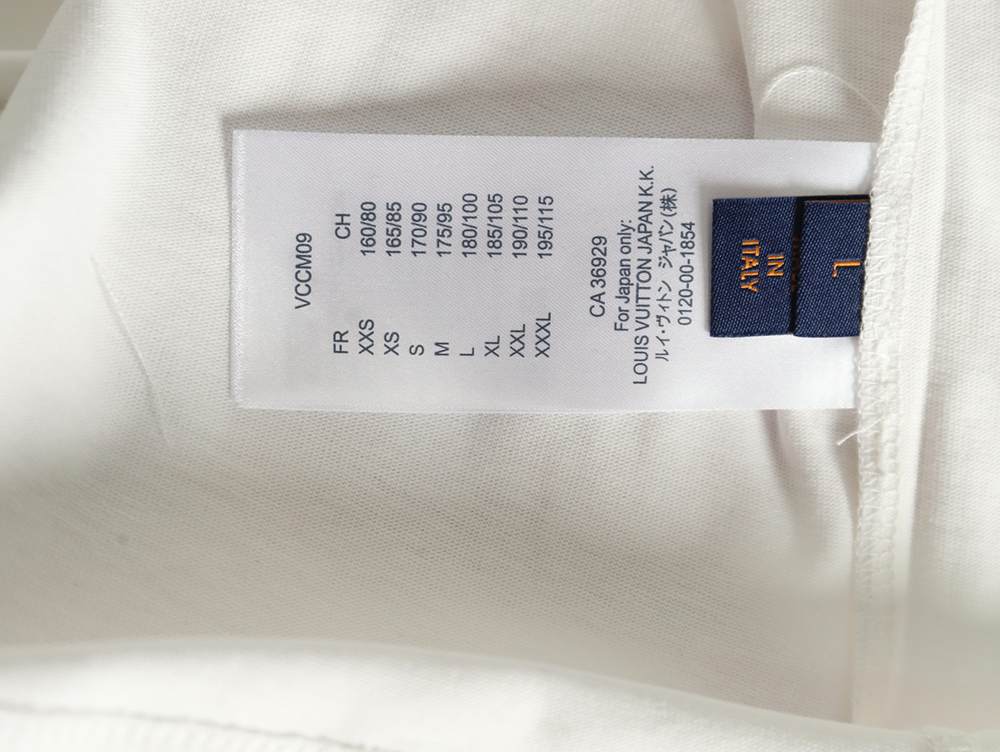 VCCM09
FR CH
XXS 160/80
XS 165/85
S 170/90
M 175/95
L 180/100
XL 185/105
XXL 190/110
XXXL 195/115
CA 36929
For Japan only:
LOUIS VUITTON JAPAN K.K.
ルイ・ヴィトン ジャパン(株)
0120-00-1854
IN
ITALY
L